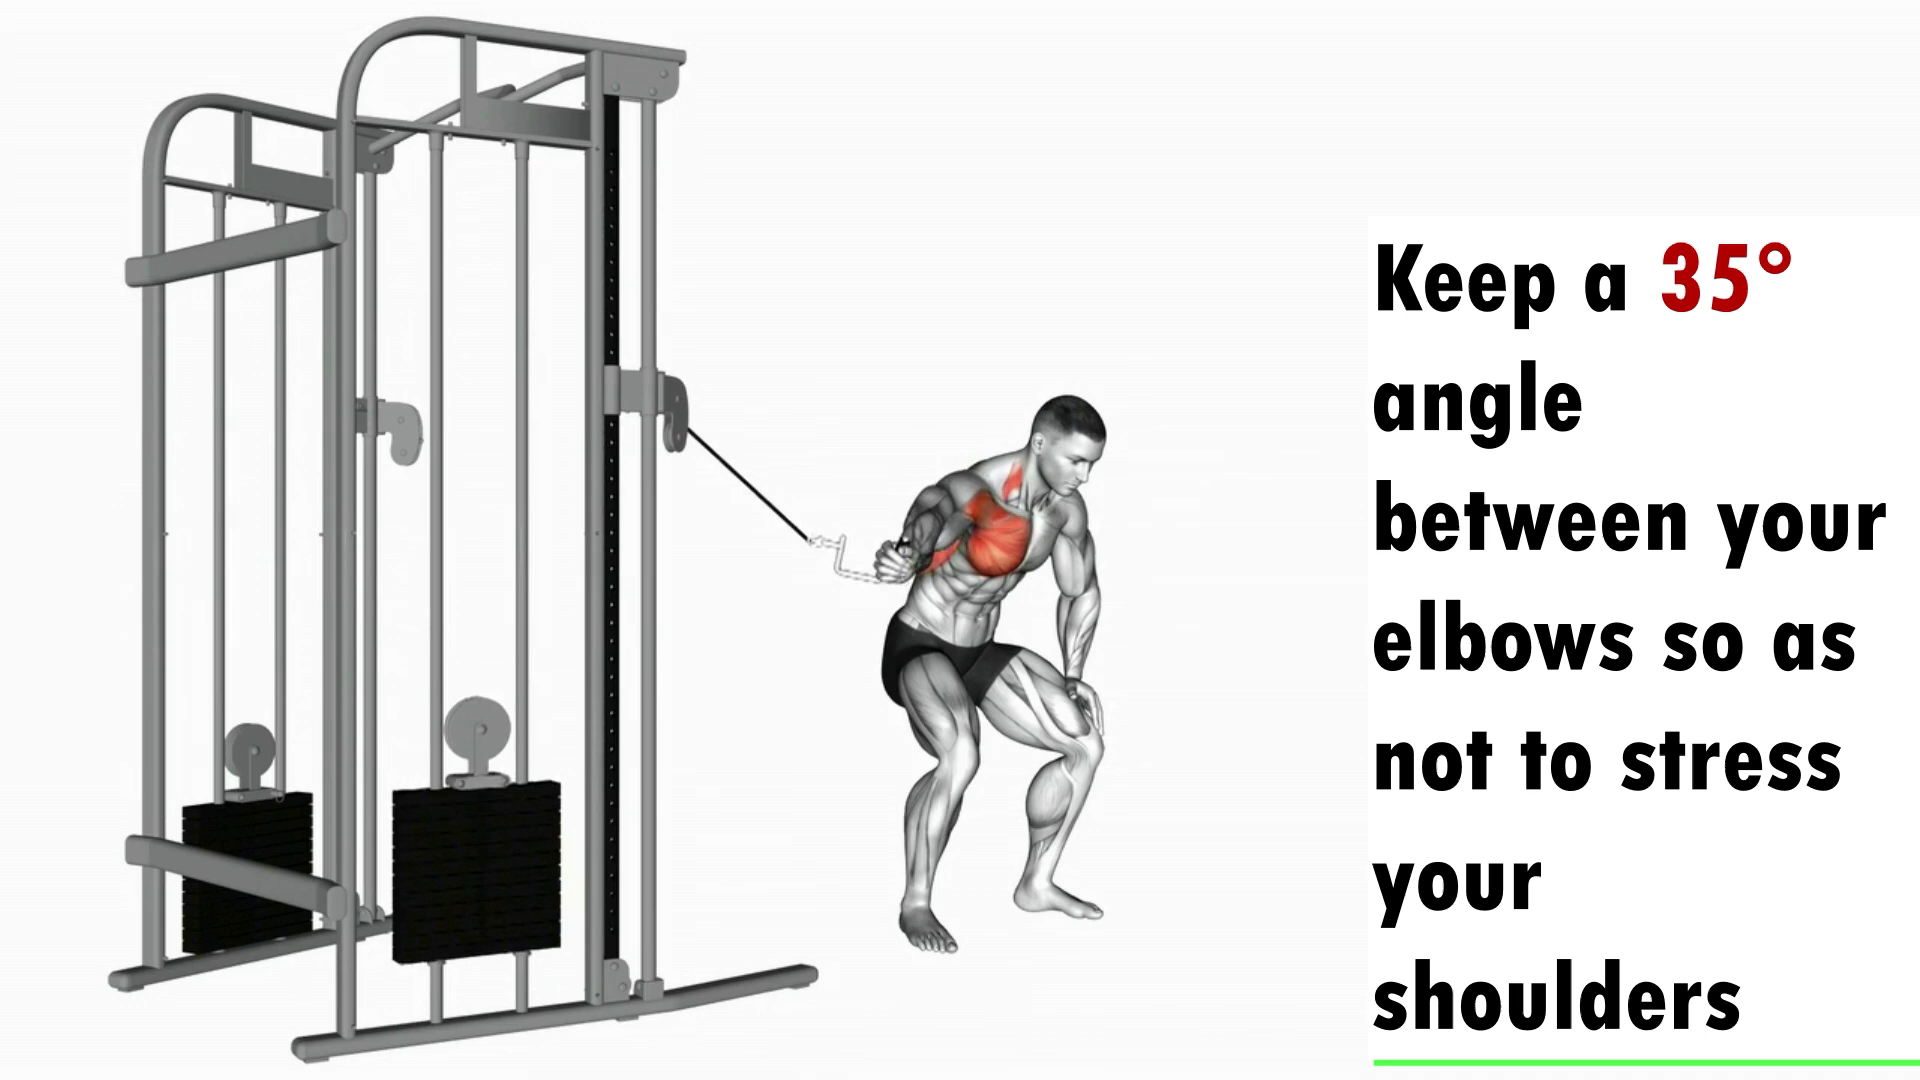 Keep a 35°
angle
between your
elbows so as
not to stress
your
shoulders